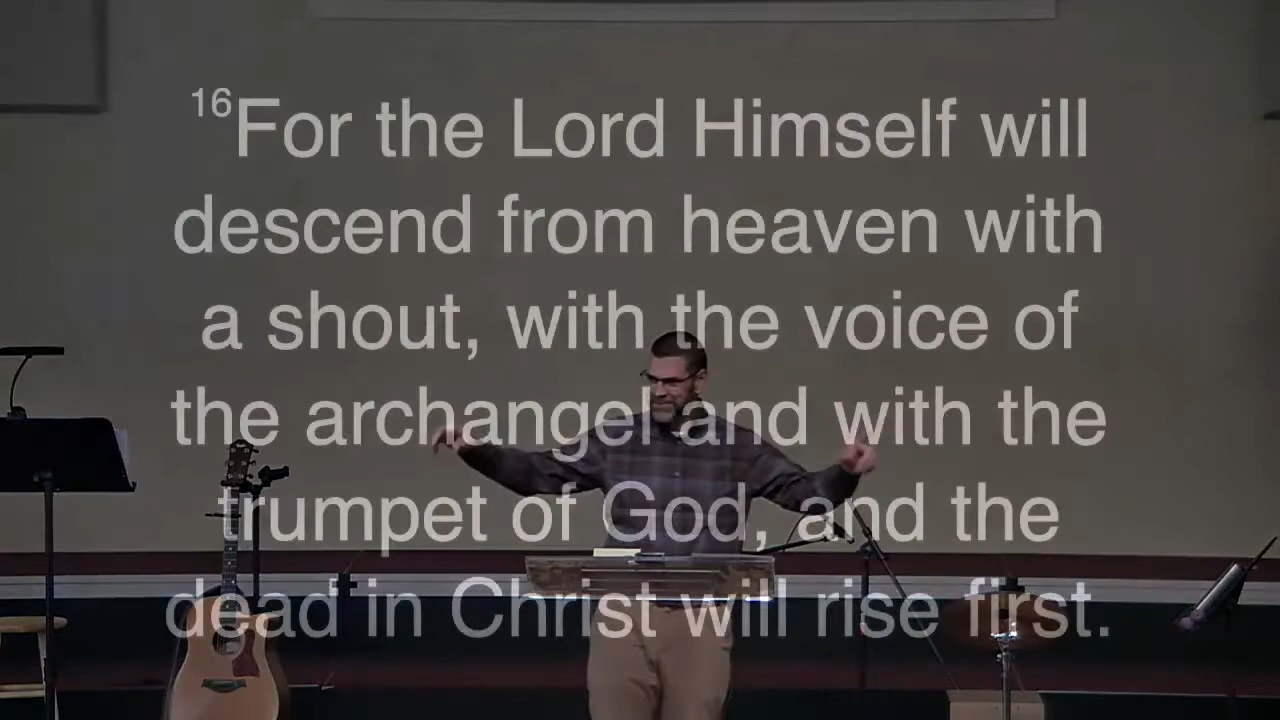 16For the Lord Himself will
descend from heaven with
a shout, with the voice of
the archangel and with the
trumpet of God, and the
dead in Christ will rise first.